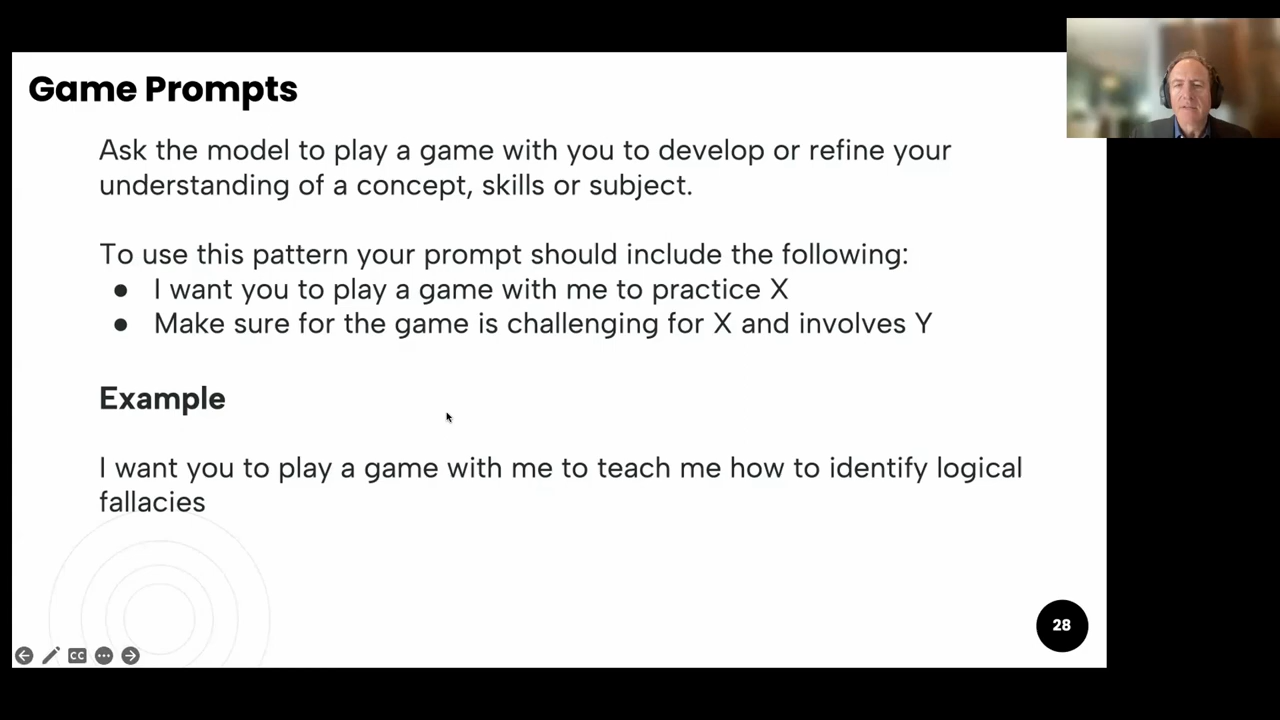 Game Prompts
Ask the model to play a game with you to develop or refine your
understanding of a concept, skills or subject.
To use this pattern your prompt should include the following:
● I want you to play a game with me to practice X
● Make sure for the game is challenging for X and involves Y
Example
I want you to play a game with me to teach me how to identify logical
fallacies
28
CC